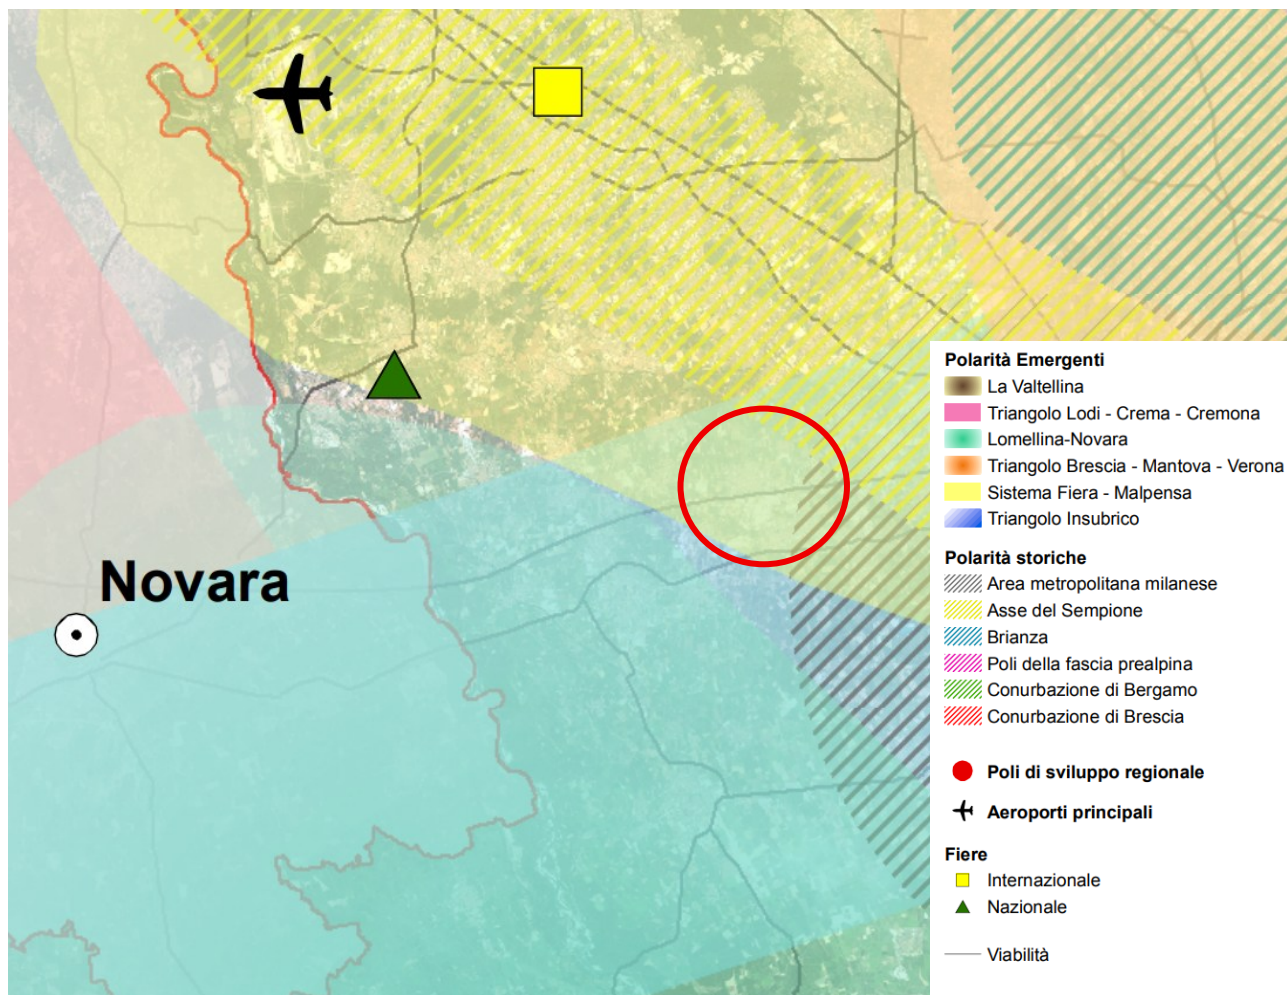 Novara
Polarità Emergenti
La Valtellina
Triangolo Lodi - Crema - Cremona
Lomellina-Novara
Triangolo Brescia - Mantova - Verona
Sistema Fiera - Malpensa
Triangolo Insubrico
Polarità storiche
Area metropolitana milanese
Asse del Sempione
Brianza
Poli della fascia prealpina
Conurbazione di Bergamo
Conurbazione di Brescia
Poli di sviluppo regionale
Aeroporti principali
Fiere
Internazionale
Nazionale
Viabilità